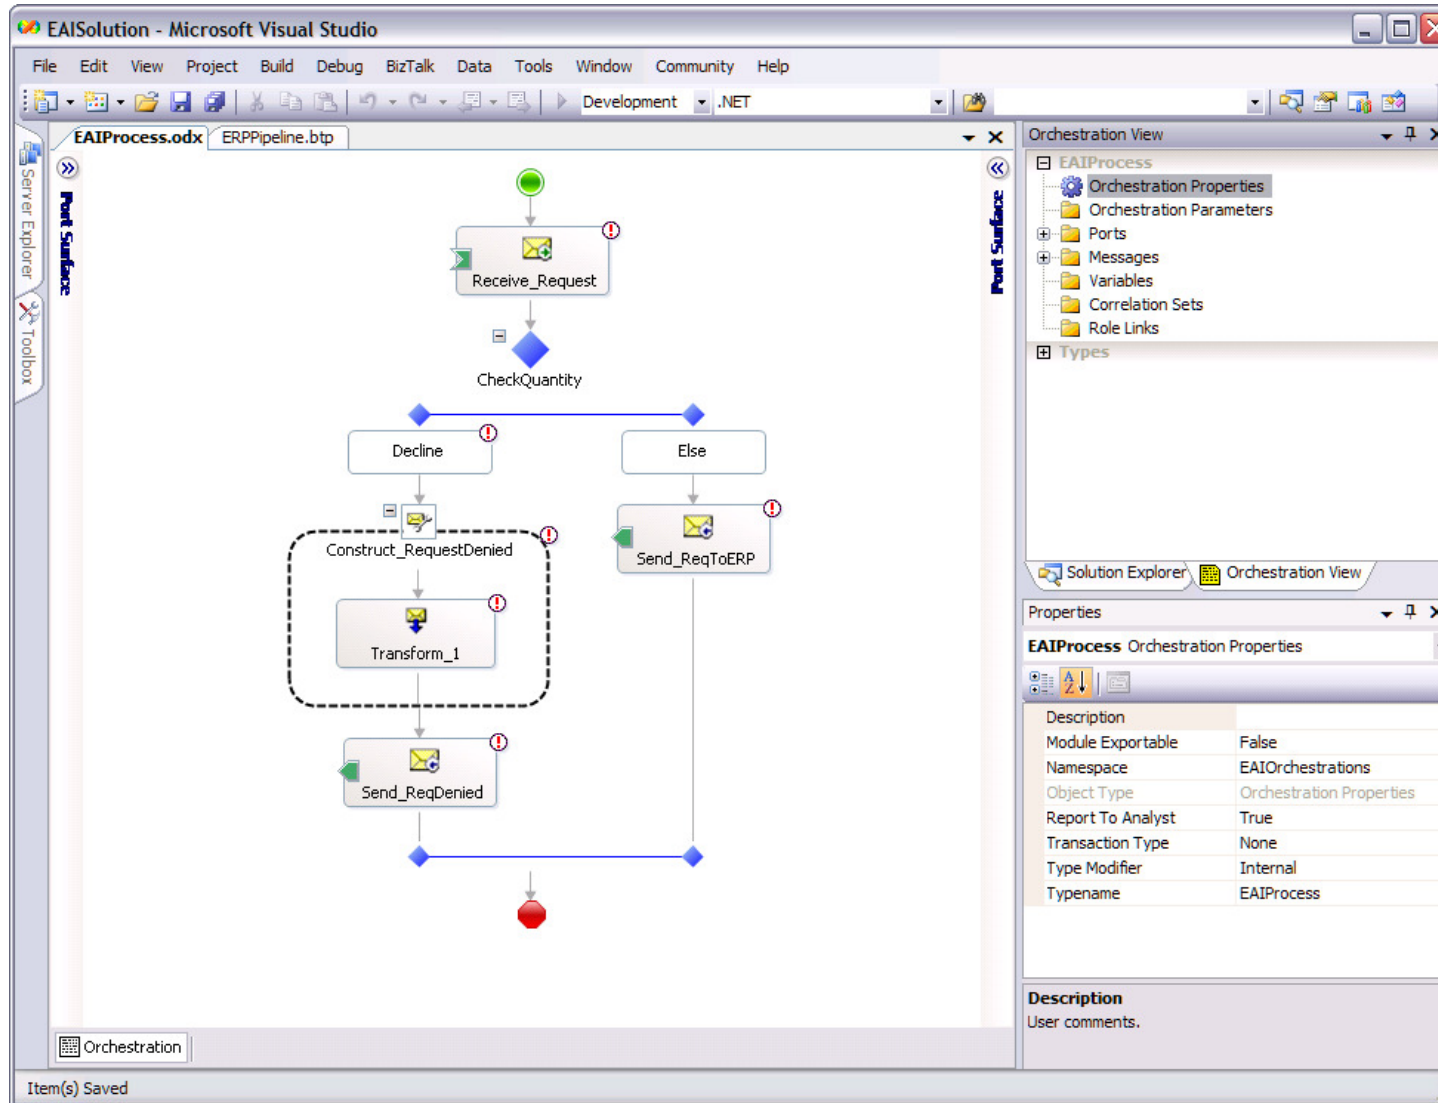 EAISolution - Microsoft Visual Studio
File Edit View Project Build Debug BizTalk Data Tools Window Community Help
Development .NET
Server Explorer
Toolbox
EAIProcess.odx ERPPipeline.btp
Port Surface
Receive_Request
CheckQuantity
Decline Else
Construct_RequestDenied
Send_ReqToERP
Transform_1
Send_ReqDenied
Port Surface
Orchestration
Orchestration View
EAIProcess
Orchestration Properties
Orchestration Parameters
Ports
Messages
Variables
Correlation Sets
Role Links
Types
Solution Explorer Orchestration View
Properties
EAIProcess Orchestration Properties
Description
Module Exportable False
Namespace EAIOrchestrations
Object Type Orchestration Properties
Report To Analyst True
Transaction Type None
Type Modifier Internal
Typename EAIProcess
Description
User comments.
Item(s) Saved